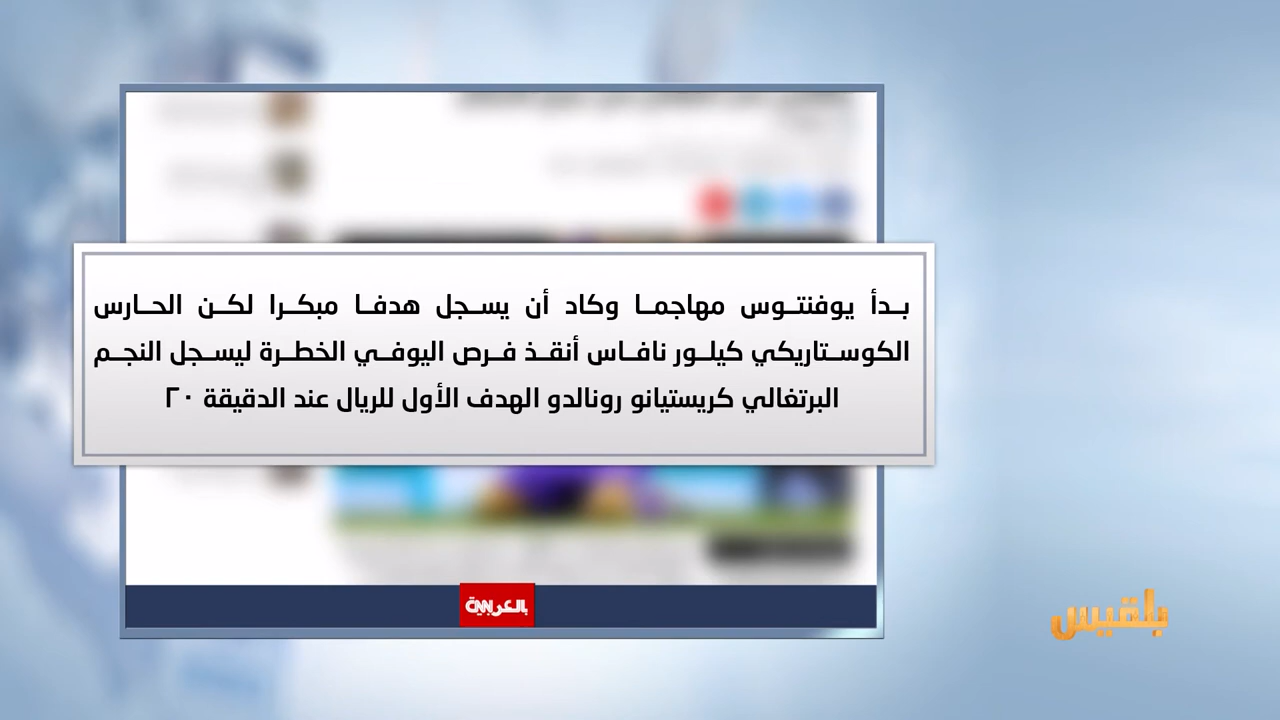 بدأ يوفنتوس مهاجما وكاد أن يسجل هدفا مبكرا لكن الحارس
الكوستاريكي كيلور نافاس أنقذ فرص اليوفي الخطرة ليسجل النجم
البرتغالي كريستيانو رونالدو الهدف الأول للريال عند الدقيقة ٢٠
بالعربية
بلقيس